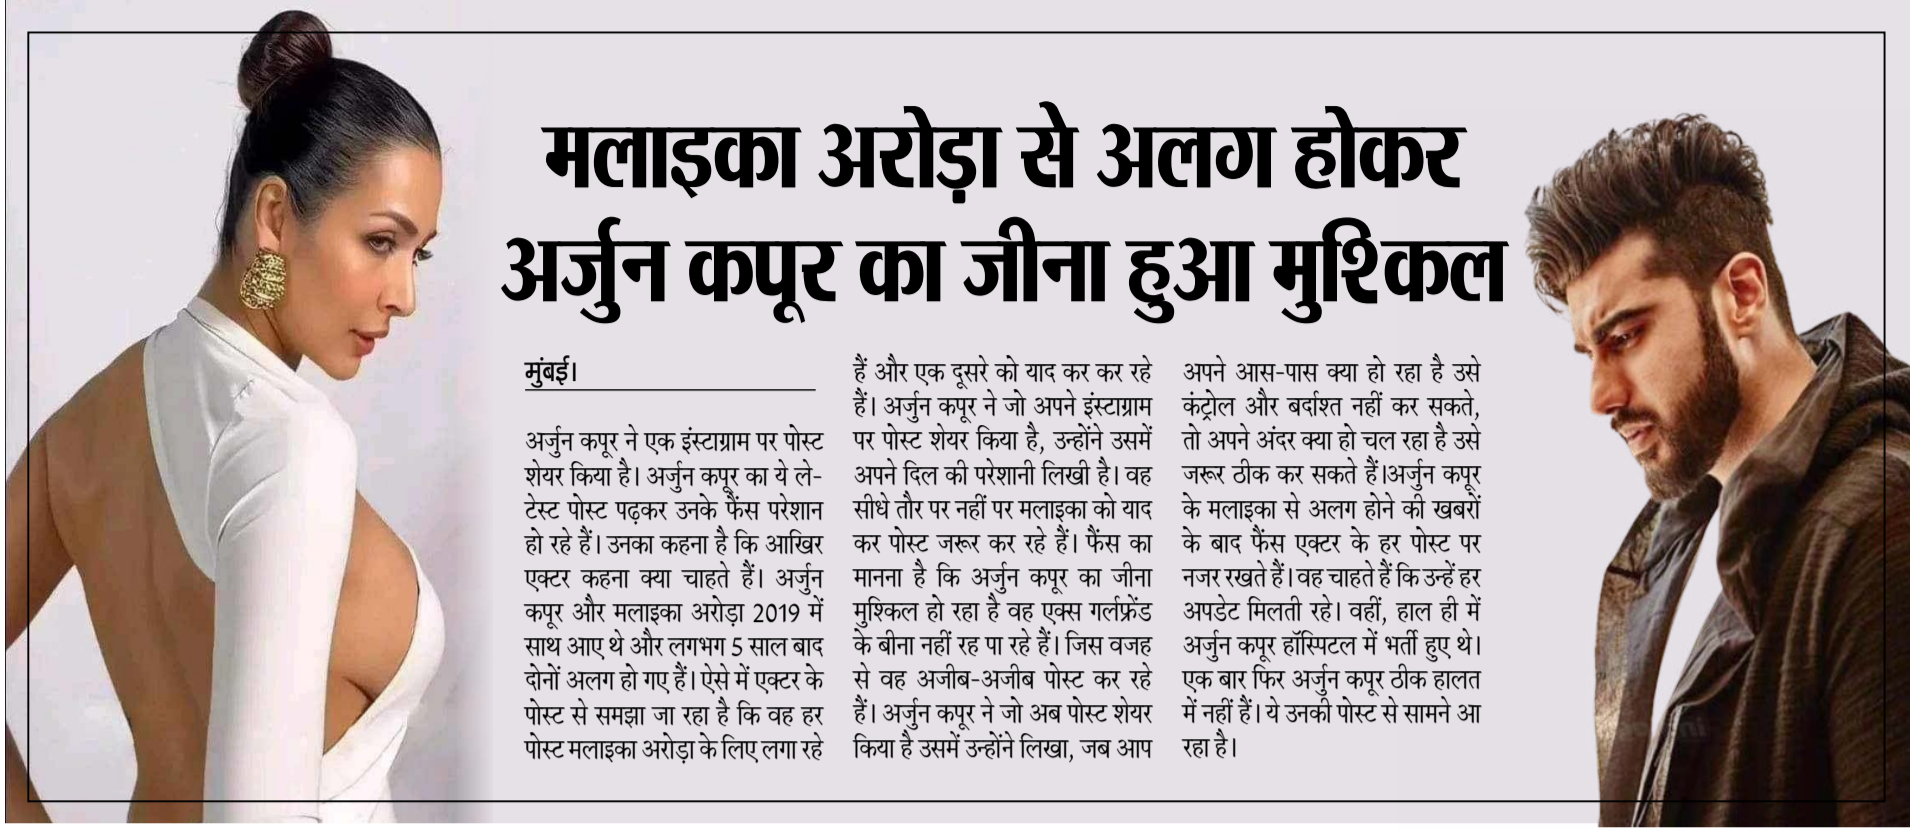 मलाइका अरोड़ा से अलग होकर
अर्जुन कपूर का जीना हुआ मुश्किल
मुंबई।
अर्जुन कपूर ने एक इंस्टाग्राम पर पोस्ट
शेयर किया है। अर्जुन कपूर का ये ले-
टेस्ट पोस्ट पढ़कर उनके फैंस परेशान
हो रहे हैं। उनका कहना है कि आखिर
एक्टर कहना क्या चाहते हैं। अर्जुन
कपूर और मलाइका अरोड़ा 2019 में
साथ आए थे और लगभग 5 साल बाद
दोनों अलग हो गए हैं। ऐसे में एक्टर के
पोस्ट से समझा जा रहा है कि वह हर
पोस्ट मलाइका अरोड़ा के लिए लगा रहे
हैं और एक दूसरे को याद कर कर रहे
हैं। अर्जुन कपूर ने जो अपने इंस्टाग्राम
पर पोस्ट शेयर किया है, उन्होंने उसमें
अपने दिल की परेशानी लिखी है। वह
सीधे तौर पर नहीं पर मलाइका को याद
कर पोस्ट जरूर कर रहे हैं। फैंस का
मानना है कि अर्जुन कपूर का जीना
मुश्किल हो रहा है वह एक्स गर्लफ्रेंड
के बीना नहीं रह पा रहे हैं। जिस वजह
से वह अजीब-अजीब पोस्ट कर रहे
हैं। अर्जुन कपूर ने जो अब पोस्ट शेयर
किया है उसमें उन्होंने लिखा, जब आप
अपने आस-पास क्या हो रहा है उसे
कंट्रोल और बर्दाश्त नहीं कर सकते,
तो अपने अंदर क्या हो चल रहा है उसे
जरूर ठीक कर सकते हैं।अर्जुन कपूर
के मलाइका से अलग होने की खबरों
के बाद फैंस एक्टर के हर पोस्ट पर
नजर रखते हैं। वह चाहते हैं कि उन्हें हर
अपडेट मिलती रहे। वहीं, हाल ही में
अर्जुन कपूर हॉस्पिटल में भर्ती हुए थे।
एक बार फिर अर्जुन कपूर ठीक हालत
में नहीं हैं। ये उनकी पोस्ट से सामने आ
रहा है।